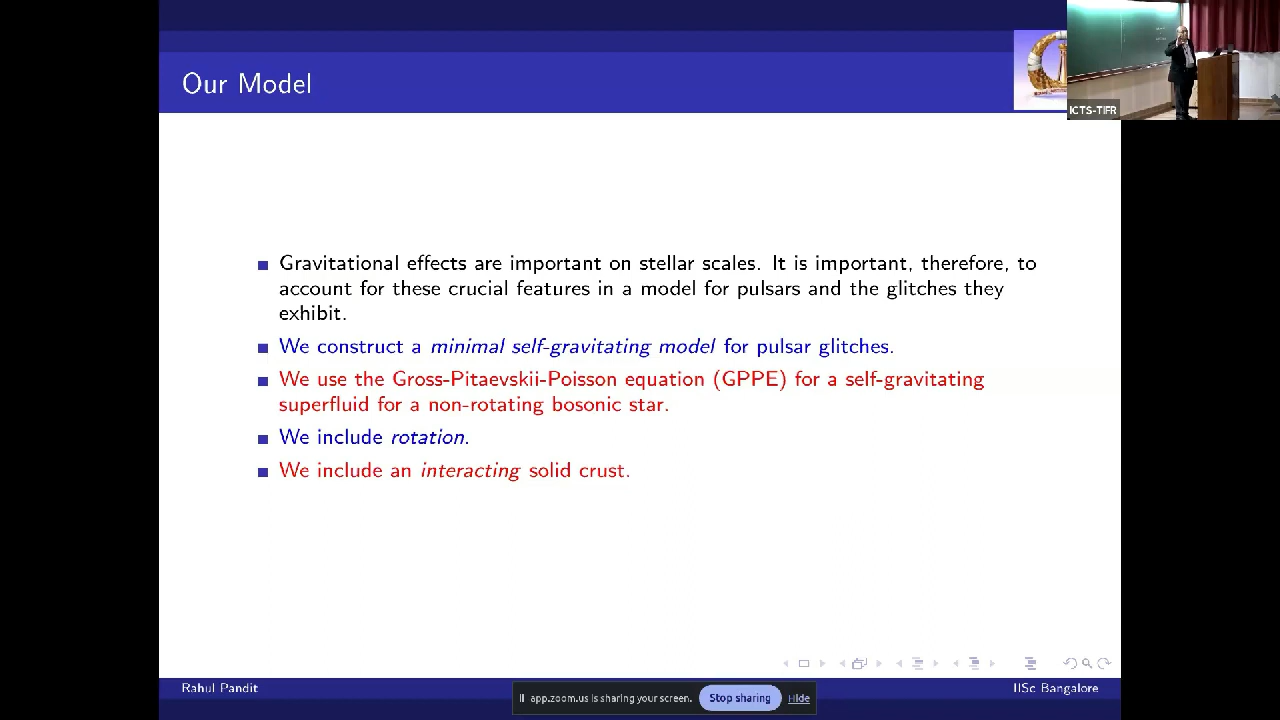 Our Model
ICTS-TIFR
Gravitational effects are important on stellar scales. It is important, therefore, to
account for these crucial features in a model for pulsars and the glitches they
exhibit.
We construct a minimal self-gravitating model for pulsar glitches.
We use the Gross-Pitaevskii-Poisson equation (GPPE) for a self-gravitating
superfluid for a non-rotating bosonic star.
We include rotation.
We include an interacting solid crust.
Rahul Pandit
IISc Bangalore
app.zoom.us is sharing your screen.
Stop sharing
Hide